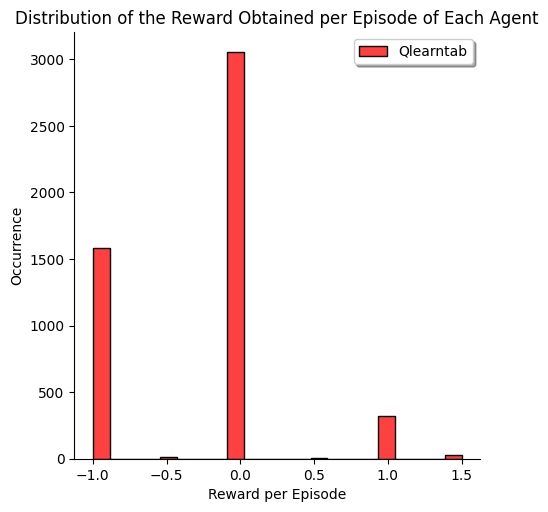 Distribution of the Reward Obtained per Episode of Each Agent
Qlearntab
3000
2500
2000
1500
1000
500
0
Occurrence
−1.0 −0.5 0.0 0.5 1.0 1.5
Reward per Episode